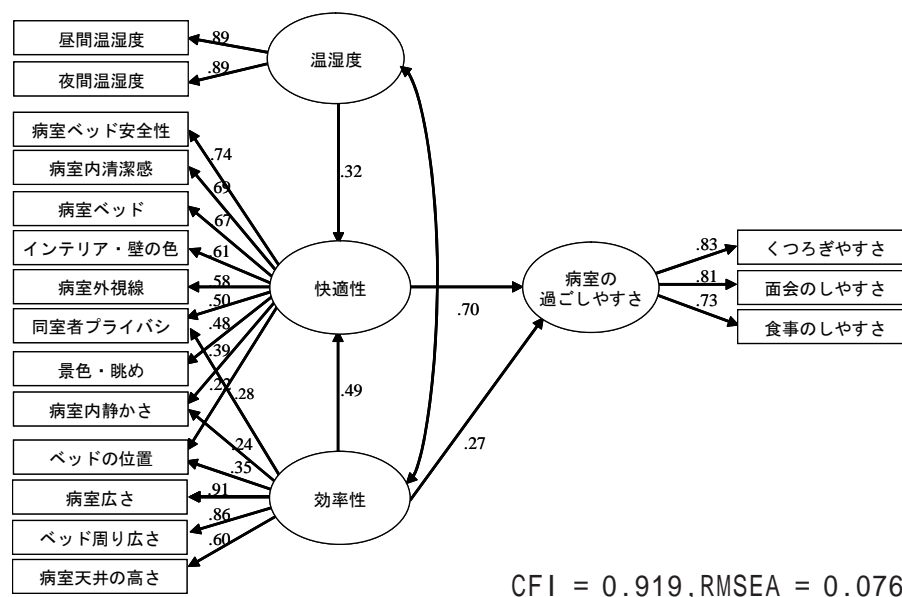 昼間温湿度
夜間温湿度
病室ベッド安全性
病室内清潔感
病室ベッド
インテリア・壁の色
病室外視線
同室者プライバシ
景色・眺め
病室内静かさ
ベッドの位置
病室広さ
ベッド周り広さ
病室天井の高さ
.89
.89
.74
.69
.67
.61
.58
.50
.48
.39
.22
.28
.24
.35
.91
.86
.60
温湿度
.32
快適性
.49
効率性
.70
.27
病室の
過ごしやすさ
.83
.81
.73
くつろぎやすさ
面会のしやすさ
食事のしやすさ
CFI = 0.919,RMSEA = 0.076